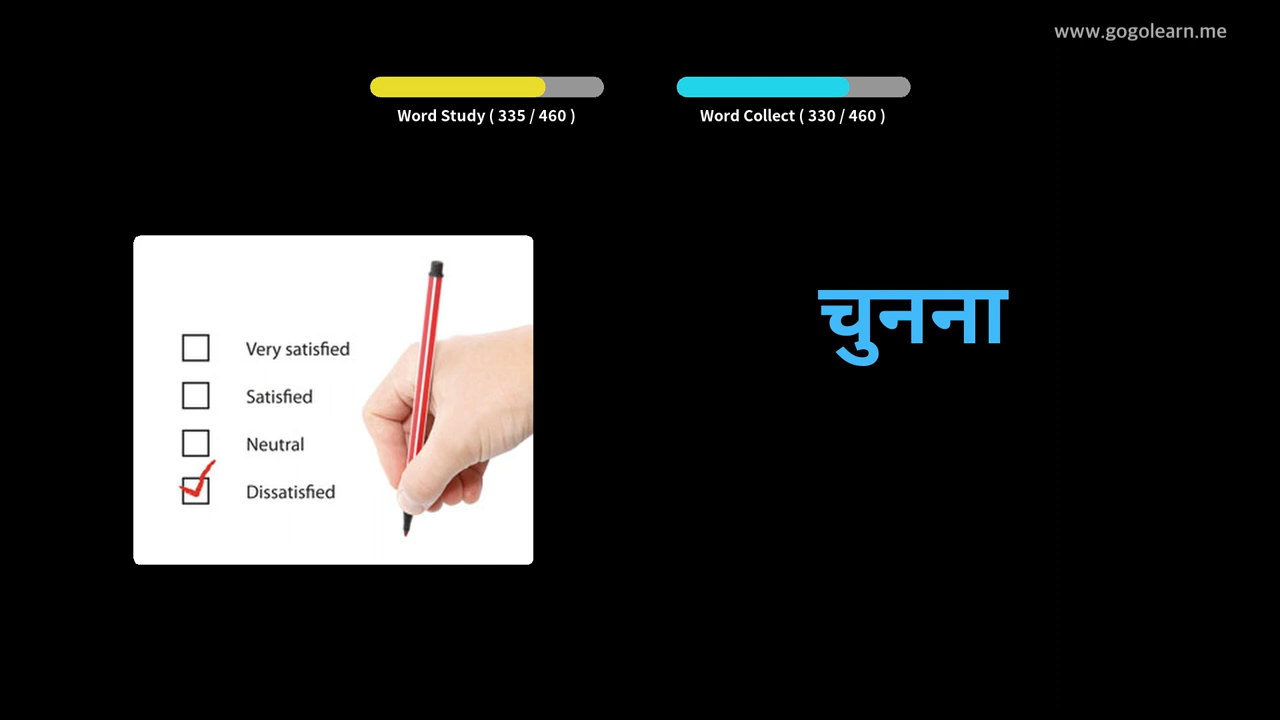 www.gogolearn.me
Word Study ( 335 / 460 )
Word Collect ( 330 / 460 )
Very satisfied
Satisfied
Neutral
Dissatisfied
चुनना